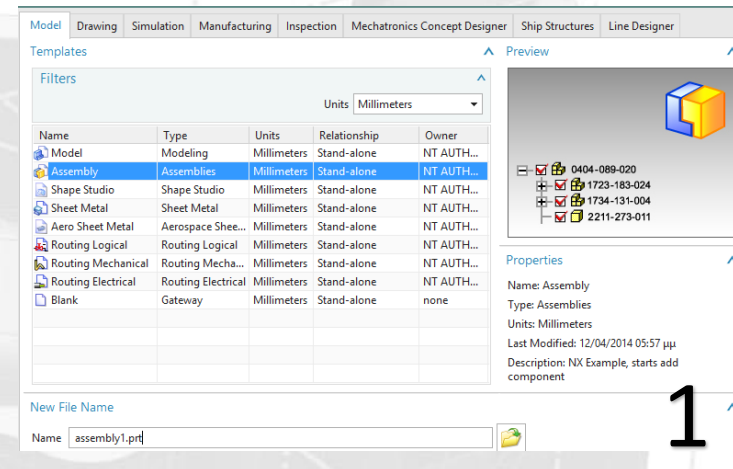 Model Drawing Simulation Manufacturing Inspection Mechatronics Concept Designer Ship Structures Line Designer
Templates
Filters
Units Millimeters
Name Type Units Relationship Owner
Model Modeling Millimeters Stand-alone NT AUTH...
Assembly Assemblies Millimeters Stand-alone NT AUTH...
Shape Studio Shape Studio Millimeters Stand-alone NT AUTH...
Sheet Metal Sheet Metal Millimeters Stand-alone NT AUTH...
Aero Sheet Metal Aerospace Shee... Millimeters Stand-alone NT AUTH...
Routing Logical Routing Logical Millimeters Stand-alone NT AUTH...
Routing Mechanical Routing Mecha... Millimeters Stand-alone NT AUTH...
Routing Electrical Routing Electrical Millimeters Stand-alone NT AUTH...
Blank Gateway Millimeters Stand-alone none
Preview
0404-089-020
1723-183-024
1734-131-004
2211-273-011
Properties
Name: Assembly
Type: Assemblies
Units: Millimeters
Last Modified: 12/04/2014 05:57 μμ
Description: NX Example, starts add
component
New File Name
Name assembly1.prt
1